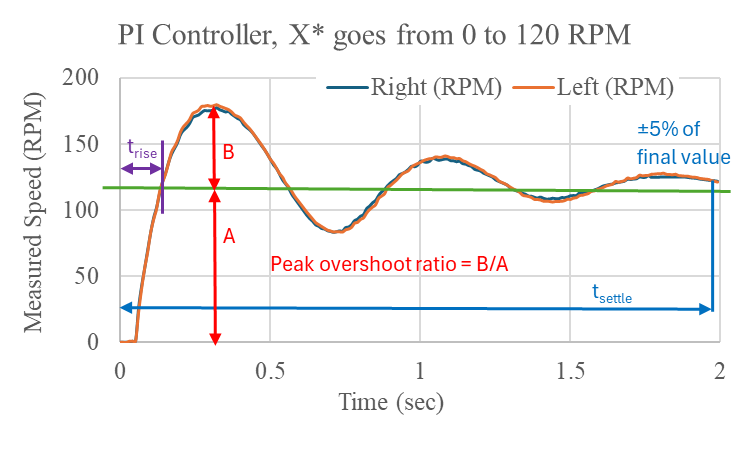 PI Controller, X* goes from 0 to 120 RPM
Right (RPM)
Left (RPM)
Measured Speed (RPM)
200
150
100
50
0
trise
B
A
±5% of
final value
Peak overshoot ratio = B/A
tsettle
0
0.5
1
1.5
2
Time (sec)